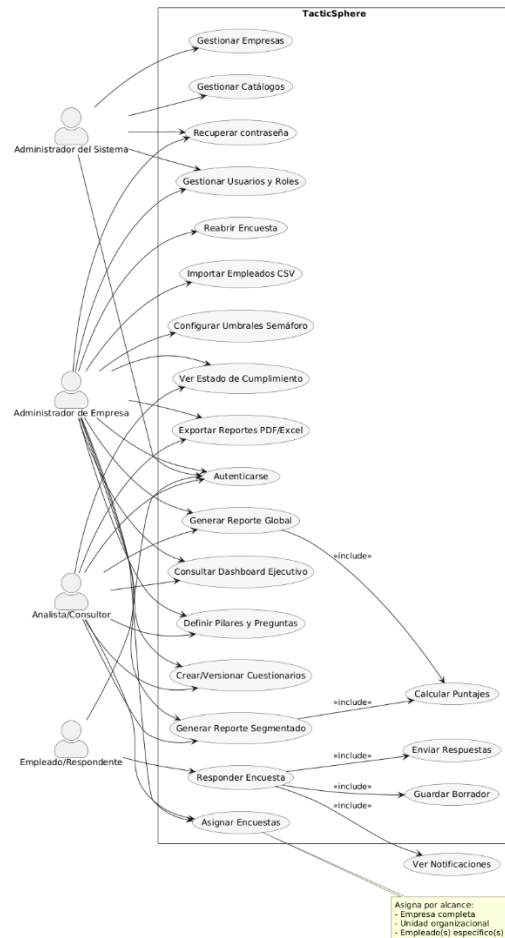 TacticSphere
Gestionar Empresas
Gestionar Catálogos
Administrador del Sistema
Recuperar contraseña
Gestionar Usuarios y Roles
Reabrir Encuesta
Importar Empleados CSV
Configurar Umbrales Semáforo
Ver Estado de Cumplimiento
Administrador de Empresa
Exportar Reportes PDF/Excel
Autenticarse
Generar Reporte Global
«include»
Consultar Dashboard Ejecutivo
Analista/Consultor
Definir Pilares y Preguntas
Crear/Versionar Cuestionarios
Calcular Puntajes
«include»
Generar Reporte Segmentado
Enviar Respuestas
«include»
Empleado/Respondente
Responder Encuesta
«include»
Guardar Borrador
«include»
Asignar Encuestas
Ver Notificaciones
Asigna por alcance:
- Empresa completa
- Unidad organizacional
- Empleado(s) específico(s)